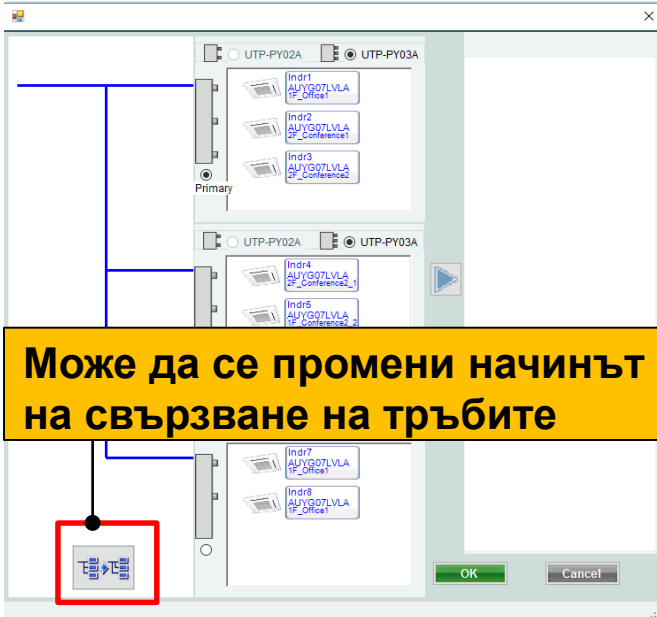 UTP-PY02A UTP-PY03A
Indr1
AUYG07LVLA
1F_Office1
Indr2
AUYG07LVLA
2F_Conference1
Indr3
AUYG07LVLA
2F_Conference2
Primary
UTP-PY02A UTP-PY03A
Indr4
AUYG07LVLA
2F_Conference2_1
Indr5
AUYG07LVLA
1F_Conference2_2
Може да се промени начинът
на свързване на тръбите
Indr7
AUYG07LVLA
1F_Office1
Indr8
AUYG07LVLA
1F_Office1
OK Cancel